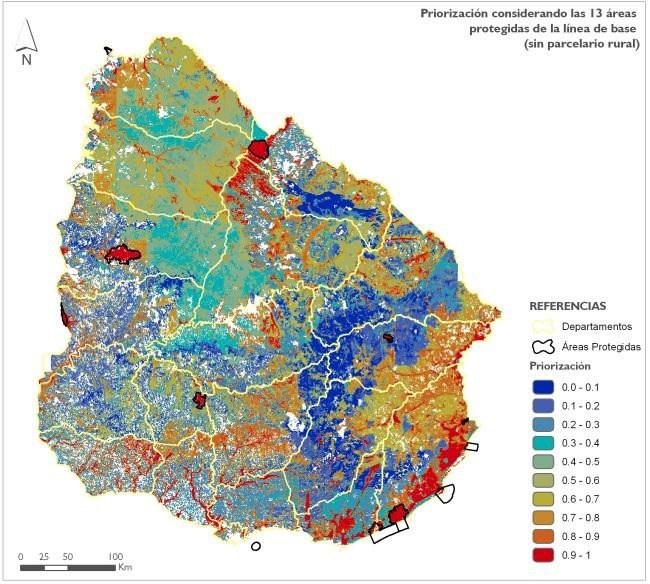 Priorización considerando las 13 áreas
protegidas de la línea de base
(sin parcelario rural)
N
REFERENCIAS
Departamentos
Áreas Protegidas
Priorización
0.0 - 0.1
0.1 - 0.2
0.2 - 0.3
0.3 - 0.4
0.4 - 0.5
0.5 - 0.6
0.6 - 0.7
0.7 - 0.8
0.8 - 0.9
0.9 - 1
0 25 50 100
Km